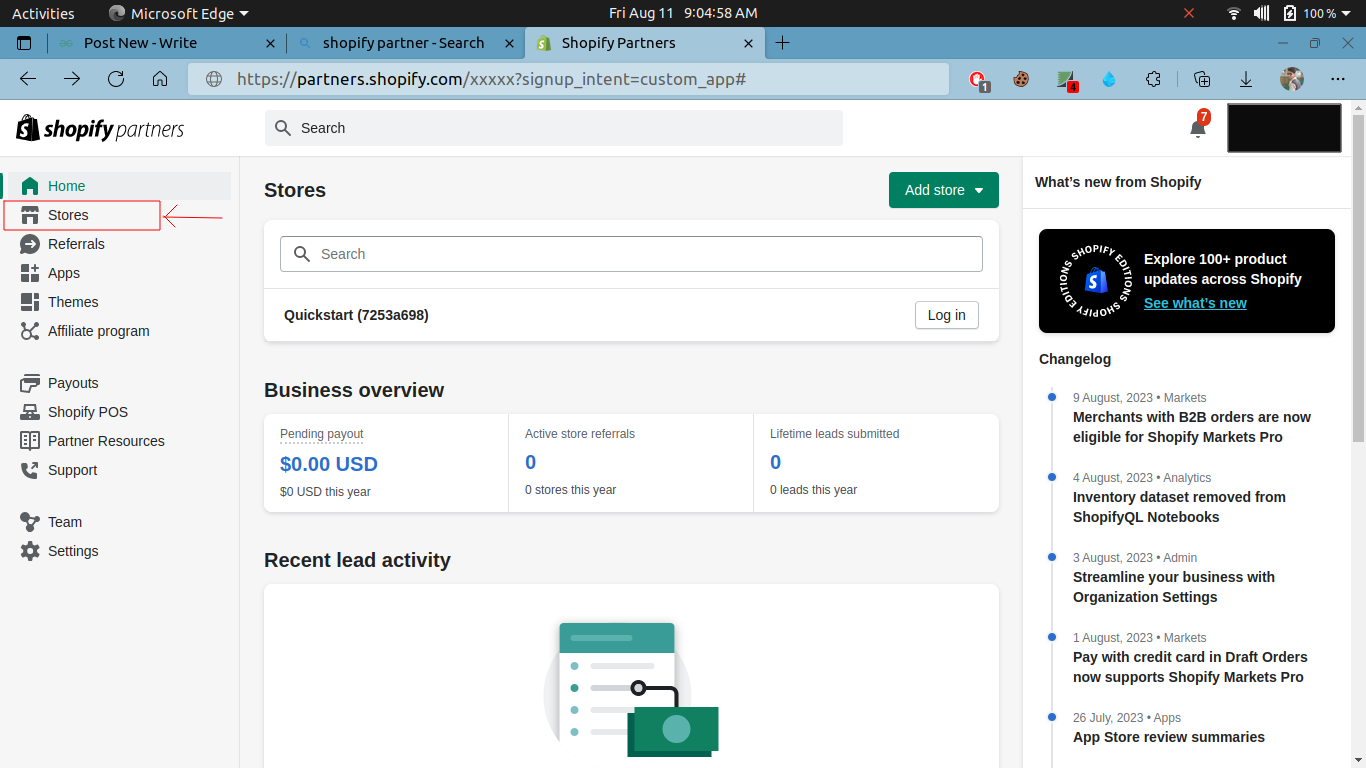 Activities
Microsoft Edge
Fri Aug 11 9:04:58 AM
100 %
Post New - Write
shopify partner - Search
Shopify Partners
https://partners.shopify.com/xxxxx?signup_intent=custom_app#
1
4
shopify partners
Search
7
Home
Stores
Referrals
Apps
Themes
Affiliate program
Payouts
Shopify POS
Partner Resources
Support
Team
Settings
Stores
Add store
Search
Quickstart (7253a698)
Log in
Business overview
Pending payout
$0.00 USD
$0 USD this year
Active store referrals
0
0 stores this year
Lifetime leads submitted
0
0 leads this year
Recent lead activity
What's new from Shopify
SHOPIFY EDITIONS SHOPIFY EDITIONS
Explore 100+ product
updates across Shopify
See what's new
Changelog
9 August, 2023 • Markets
Merchants with B2B orders are now
eligible for Shopify Markets Pro
4 August, 2023 • Analytics
Inventory dataset removed from
ShopifyQL Notebooks
3 August, 2023 • Admin
Streamline your business with
Organization Settings
1 August, 2023 • Markets
Pay with credit card in Draft Orders
now supports Shopify Markets Pro
26 July, 2023 • Apps
App Store review summaries